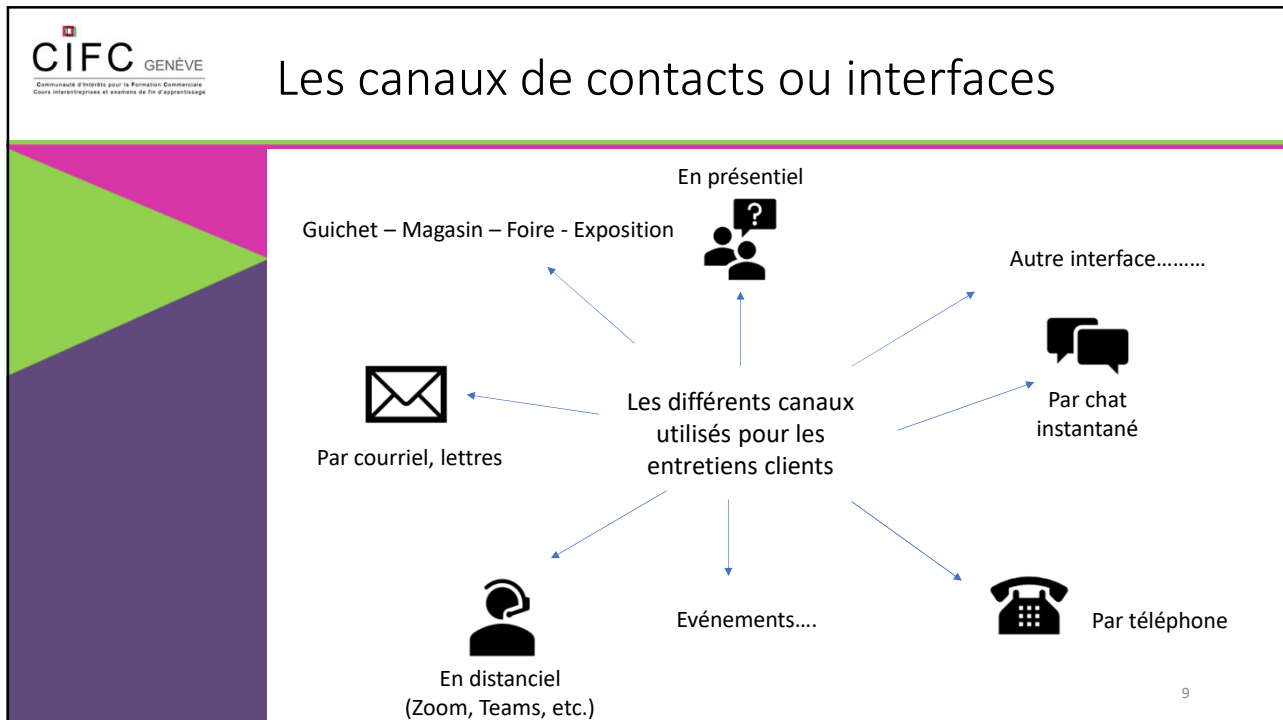 CIFC GENÈVE
Communauté d'Intérêts pour la Formation Commerciale
Cours interentreprises et examens de fin d'apprentissage
Les canaux de contacts ou interfaces
En présentiel
?
Guichet – Magasin – Foire - Exposition
Autre interface………
Par chat
instantané
Les différents canaux
utilisés pour les
entretiens clients
Par courriel, lettres
Evénements….
Par téléphone
En distanciel
(Zoom, Teams, etc.)
9